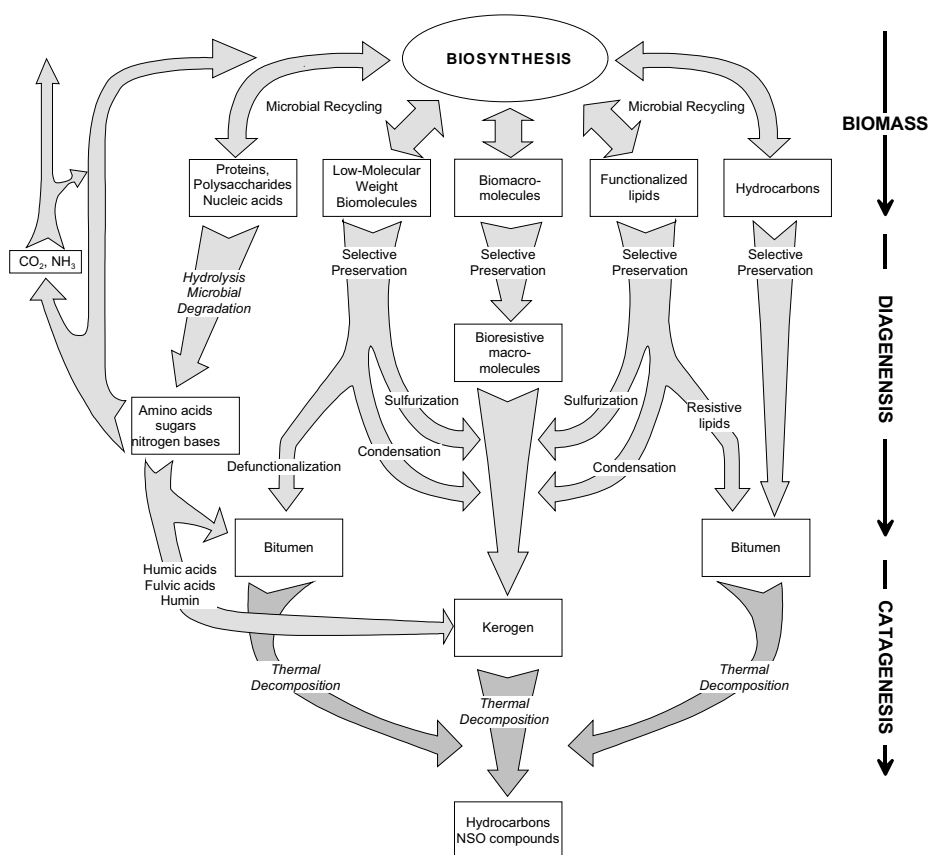 BIOSYNTHESIS
Microbial Recycling
Microbial Recycling
BIOMASS
Proteins,
Polysaccharides
Nucleic acids
Low-Molecular
Weight
Biomolecules
Biomacro-
molecules
Functionalized
lipids
Hydrocarbons
CO₂, NH₃
Hydrolysis
Microbial
Degradation
Selective
Preservation
Selective
Preservation
Selective
Preservation
Selective
Preservation
DIAGENENSIS
Bioresistive
macro-
molecules
Amino acids
sugars
nitrogen bases
Sulfurization
Sulfurization
Resistive
lipids
Defunctionalization
Condensation
Condensation
Bitumen
Bitumen
Humic acids
Fulvic acids
Humin
Kerogen
CATAGENESIS
Thermal
Decomposition
Thermal
Decomposition
Thermal
Decomposition
Hydrocarbons
NSO compounds